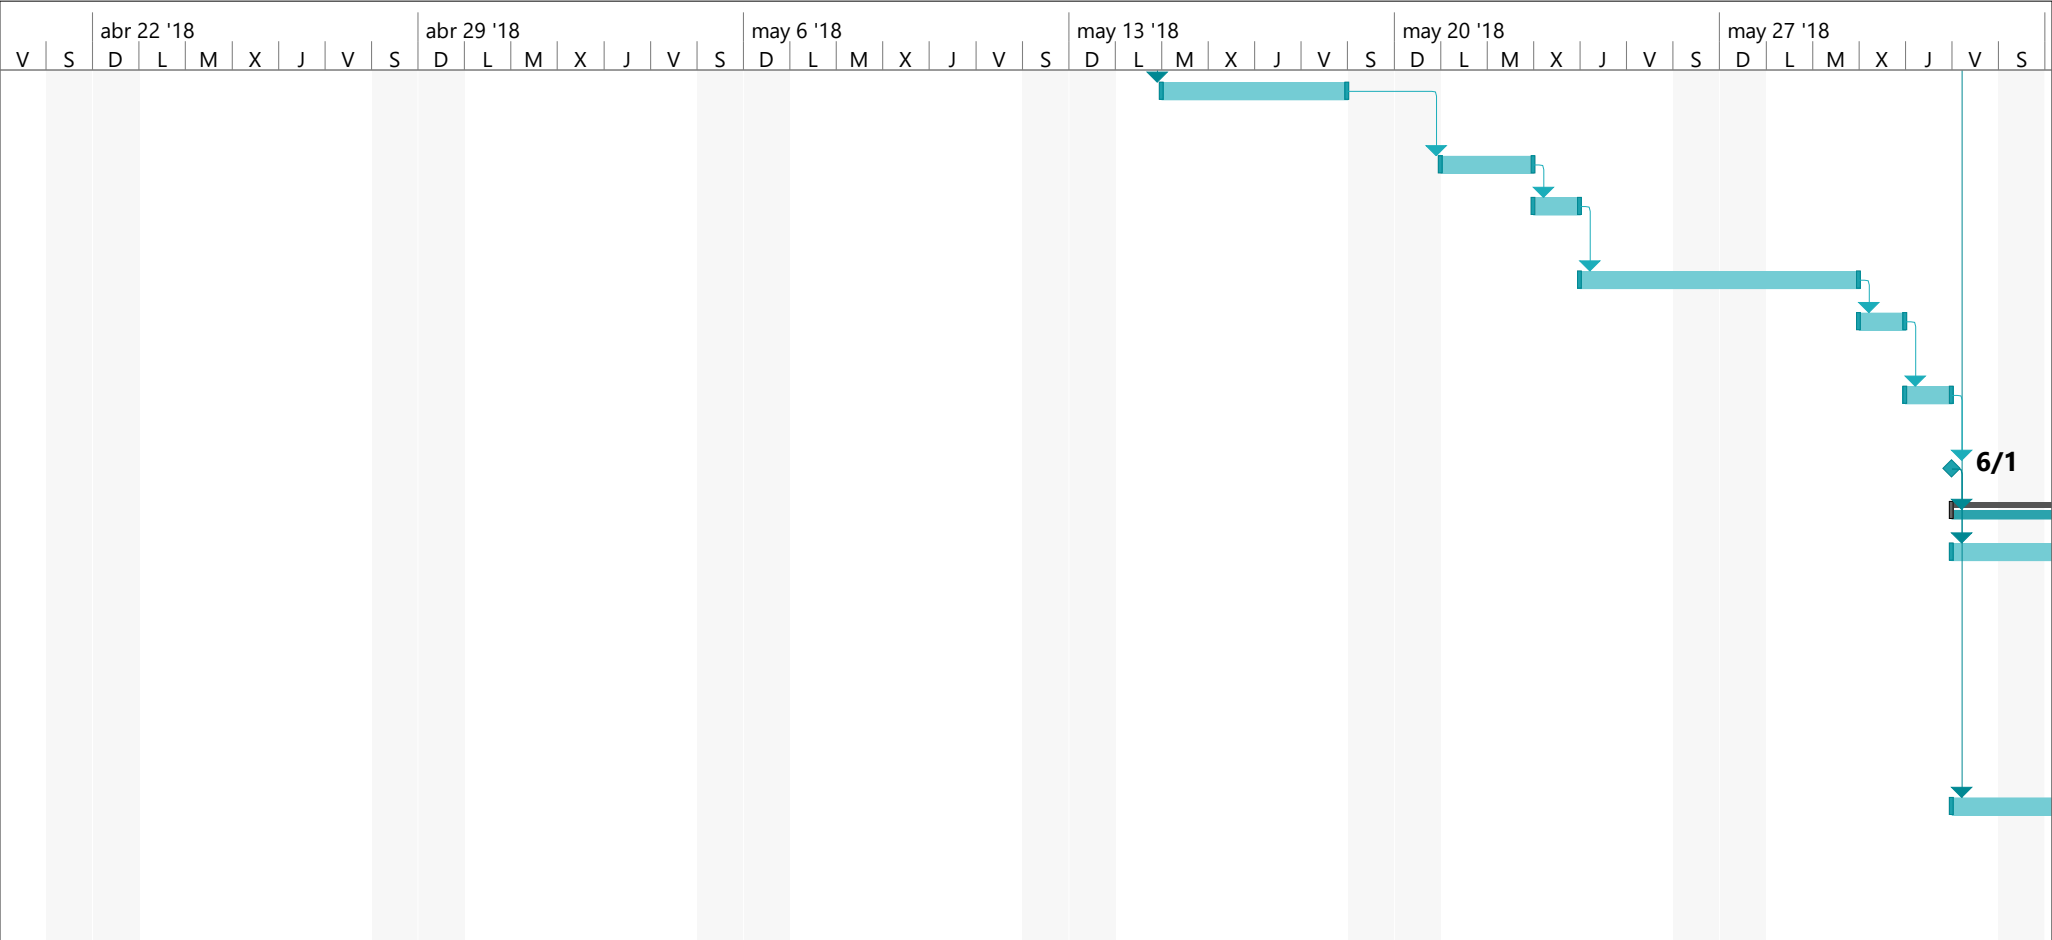 abr 22 '18 abr 29 '18 may 6 '18 may 13 '18 may 20 '18 may 27 '18
V S D L M X J V S D L M X J V S D L M X J V S D L M X J V S D L M X J V S D L M X J V S
6/1